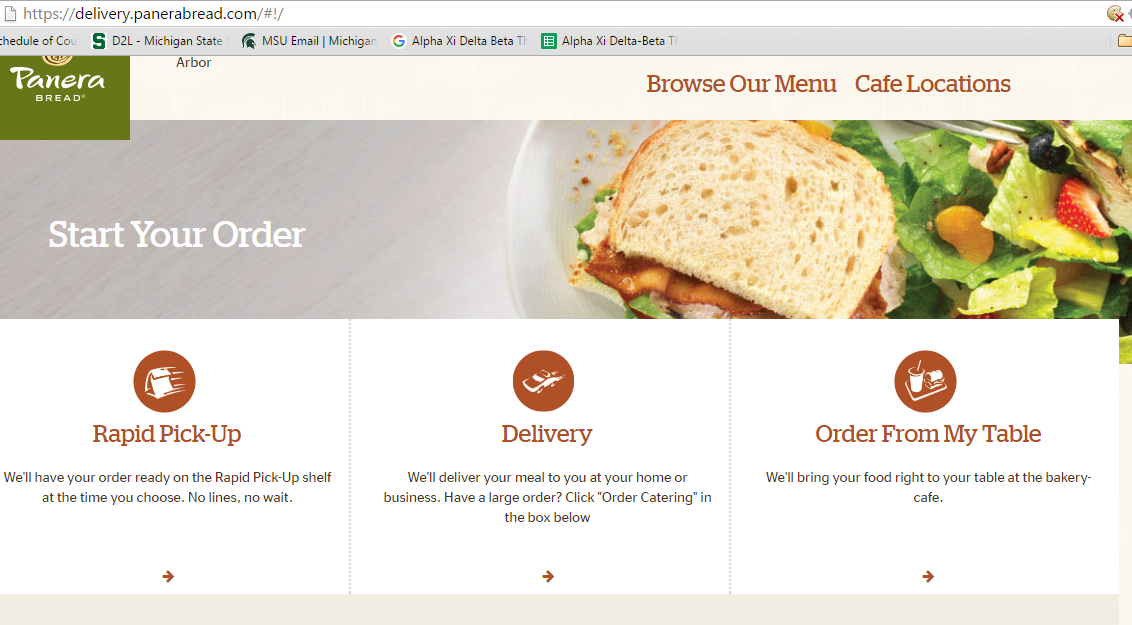 https://delivery.panerabread.com/#!/
chedule of Cou
D2L - Michigan State
MSU Email | Michigan
Alpha Xi Delta Beta Th
Alpha Xi Delta-Beta Th
Panera
BREAD®
Arbor
Browse Our Menu
Cafe Locations
Start Your Order
Rapid Pick-Up
We'll have your order ready on the Rapid Pick-Up shelf
at the time you choose. No lines, no wait.
Delivery
We'll deliver your meal to you at your home or
business. Have a large order? Click "Order Catering" in
the box below
Order From My Table
We'll bring your food right to your table at the bakery-
cafe.